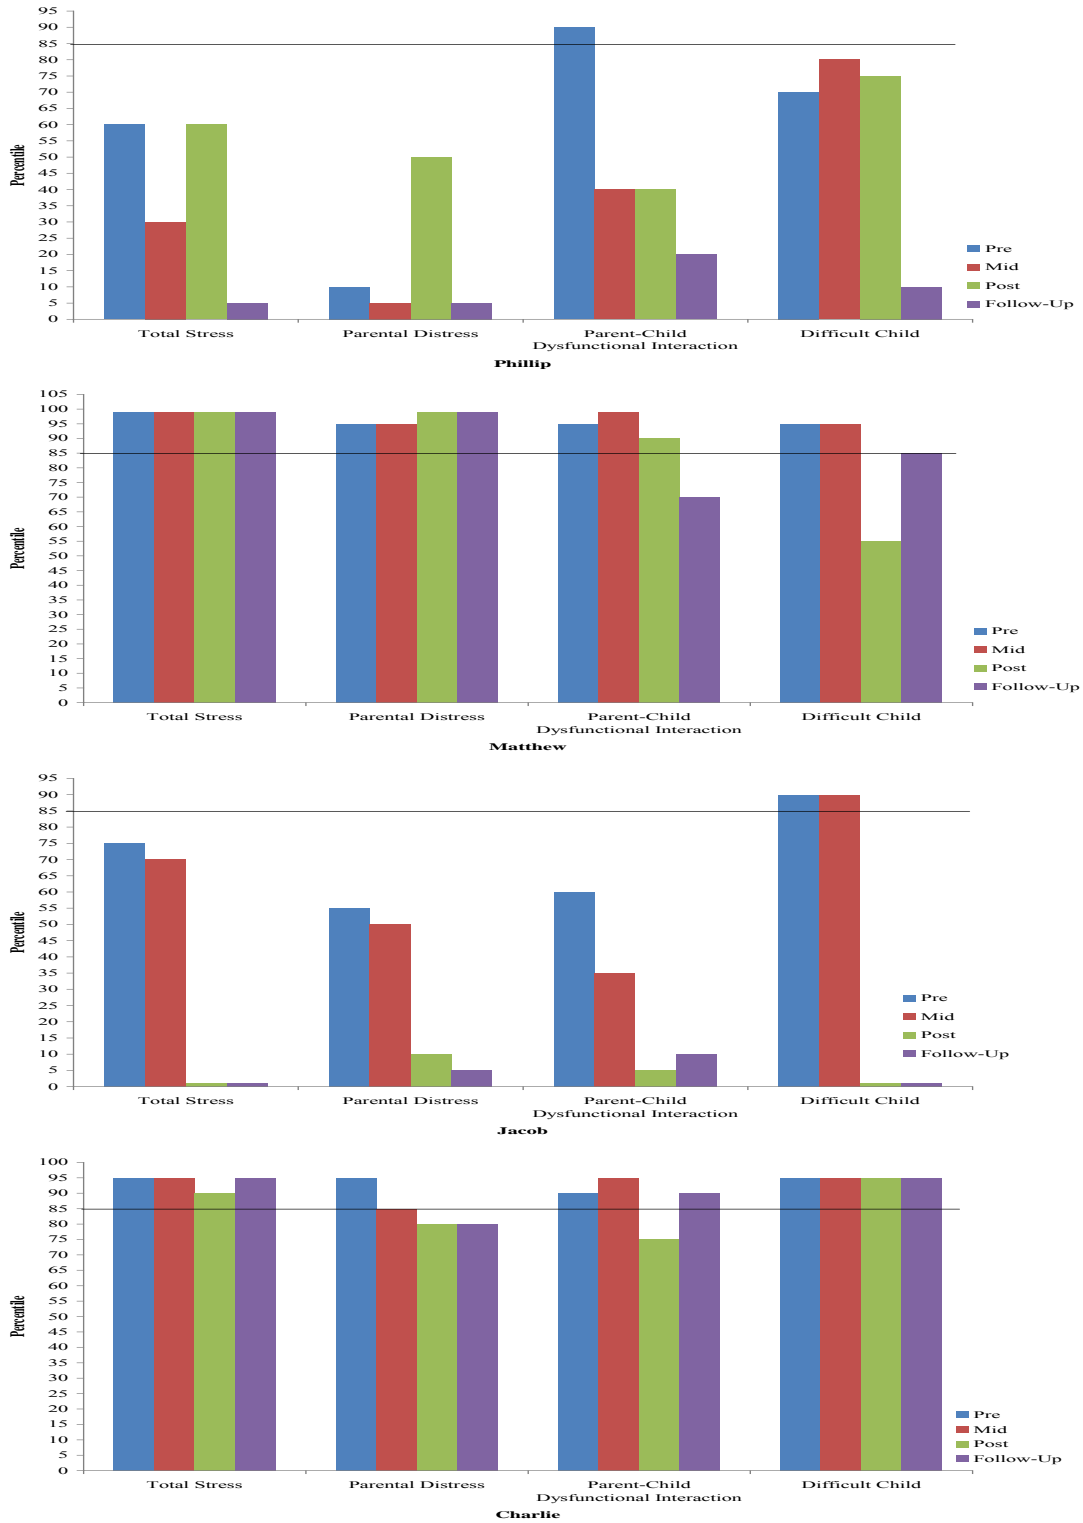 95
90
85
80
75
70
65
60
55
50
45
40
35
30
25
20
15
10
5
0
Percentile
Pre
Mid
Post
Follow-Up
Total Stress
Parental Distress
Parent-Child
Dysfunctional Interaction
Difficult Child
Phillip
105
100
95
90
85
80
75
70
65
60
55
50
45
40
35
30
25
20
15
10
5
0
Percentile
Pre
Mid
Post
Follow-Up
Total Stress
Parental Distress
Parent-Child
Dysfunctional Interaction
Difficult Child
Matthew
95
90
85
80
75
70
65
60
55
50
45
40
35
30
25
20
15
10
5
0
Percentile
Pre
Mid
Post
Follow-Up
Total Stress
Parental Distress
Parent-Child
Dysfunctional Interaction
Difficult Child
Jacob
100
95
90
85
80
75
70
65
60
55
50
45
40
35
30
25
20
15
10
5
0
Percentile
Pre
Mid
Post
Follow-Up
Total Stress
Parental Distress
Parent-Child
Dysfunctional Interaction
Difficult Child
Charlie